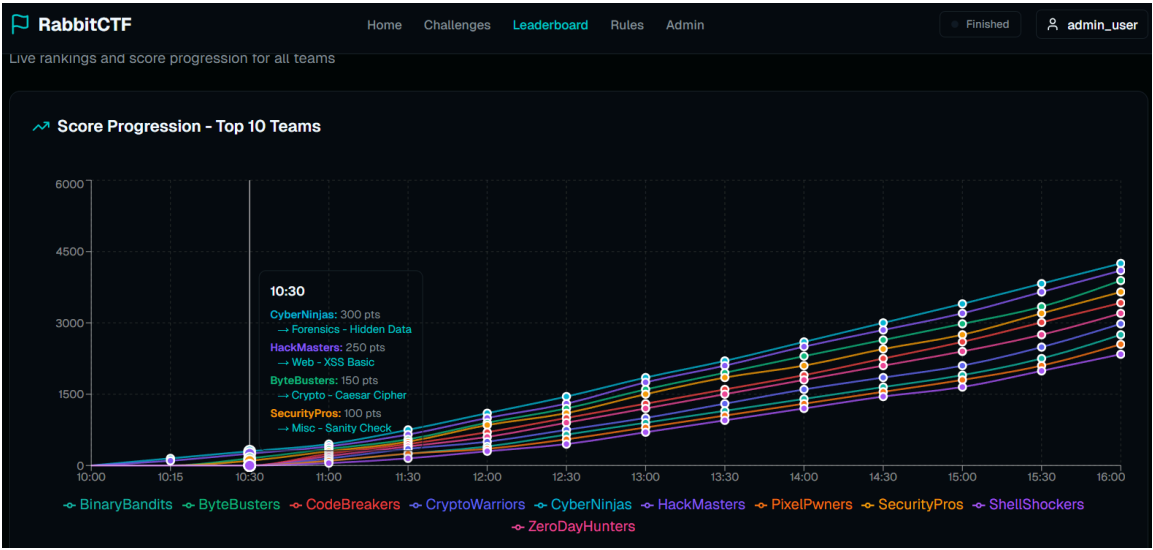 RabbitCTF Home Challenges Leaderboard Rules Admin Finished admin_user
Live rankings and score progression for all teams
Score Progression - Top 10 Teams
6000
4500
3000
1500
0
10:30
CyberNinjas: 300 pts
→ Forensics - Hidden Data
HackMasters: 250 pts
→ Web - XSS Basic
ByteBusters: 150 pts
→ Crypto - Caesar Cipher
SecurityPros: 100 pts
→ Misc - Sanity Check
10:00 10:15 10:30 11:00 11:30 12:00 12:30 13:00 13:30 14:00 14:30 15:00 15:30 16:00
BinaryBandits ByteBusters CodeBreakers CryptoWarriors CyberNinjas HackMasters PixelPwners SecurityPros ShellShockers
ZeroDayHunters